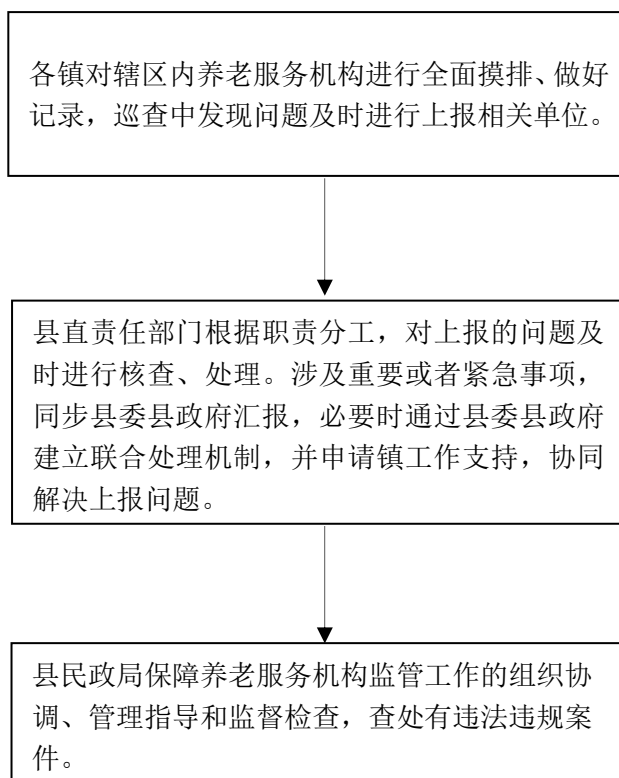 各镇对辖区内养老服务机构进行全面摸排、做好
记录，巡查中发现问题及时进行上报相关单位。
县直责任部门根据职责分工，对上报的问题及
时进行核查、处理。涉及重要或者紧急事项，
同步县委县政府汇报，必要时通过县委县政府
建立联合处理机制，并申请镇工作支持，协同
解决上报问题。
县民政局保障养老服务机构监管工作的组织协
调、管理指导和监督检查，查处有违法违规案
件。